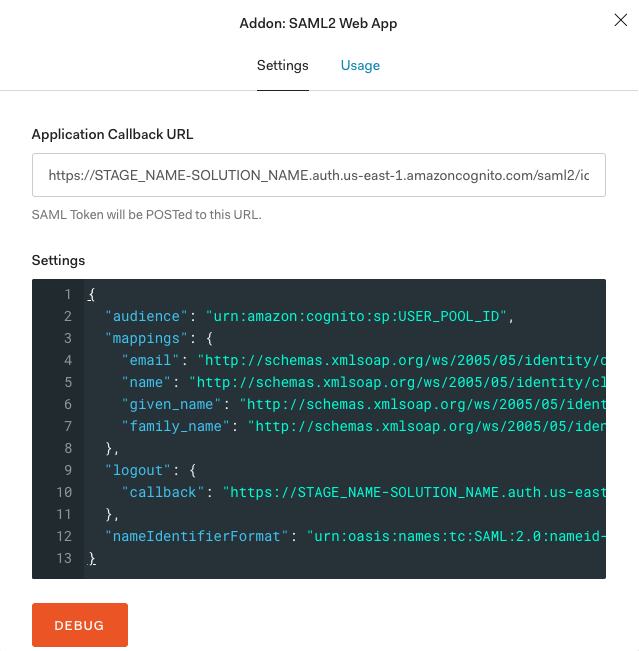 Addon: SAML2 Web App
Settings Usage
Application Callback URL
https://STAGE_NAME-SOLUTION_NAME.auth.us-east-1.amazoncognito.com/saml2/ic
SAML Token will be POSTed to this URL.
Settings
1 {
2 "audience": "urn:amazon:cognito:sp:USER_POOL_ID",
3 "mappings": {
4 "email": "http://schemas.xmlsoap.org/ws/2005/05/identity/c
5 "name": "http://schemas.xmlsoap.org/ws/2005/05/identity/cl
6 "given_name": "http://schemas.xmlsoap.org/ws/2005/05/ident
7 "family_name": "http://schemas.xmlsoap.org/ws/2005/05/iden
8 },
9 "logout": {
10 "callback": "https://STAGE_NAME-SOLUTION_NAME.auth.us-east
11 },
12 "nameIdentifierFormat": "urn:oasis:names:tc:SAML:2.0:nameid-
13 }
DEBUG